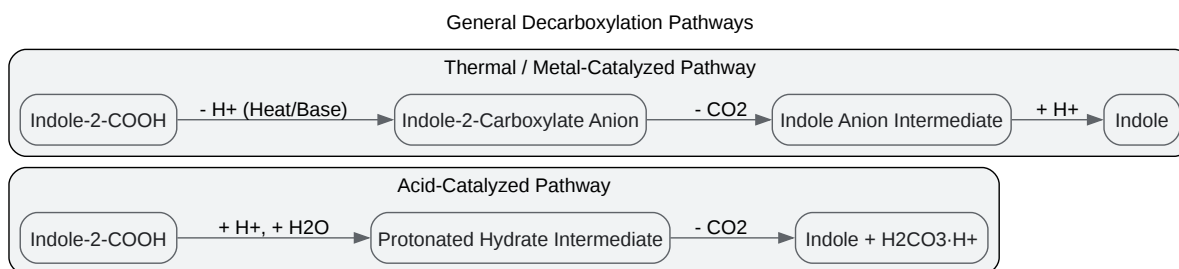 General Decarboxylation Pathways
Thermal / Metal-Catalyzed Pathway
Indole-2-COOH
- H+ (Heat/Base)
Indole-2-Carboxylate Anion
- CO2
Indole Anion Intermediate
+ H+
Indole
Acid-Catalyzed Pathway
Indole-2-COOH
+ H+, + H2O
Protonated Hydrate Intermediate
- CO2
Indole + H2CO3·H+